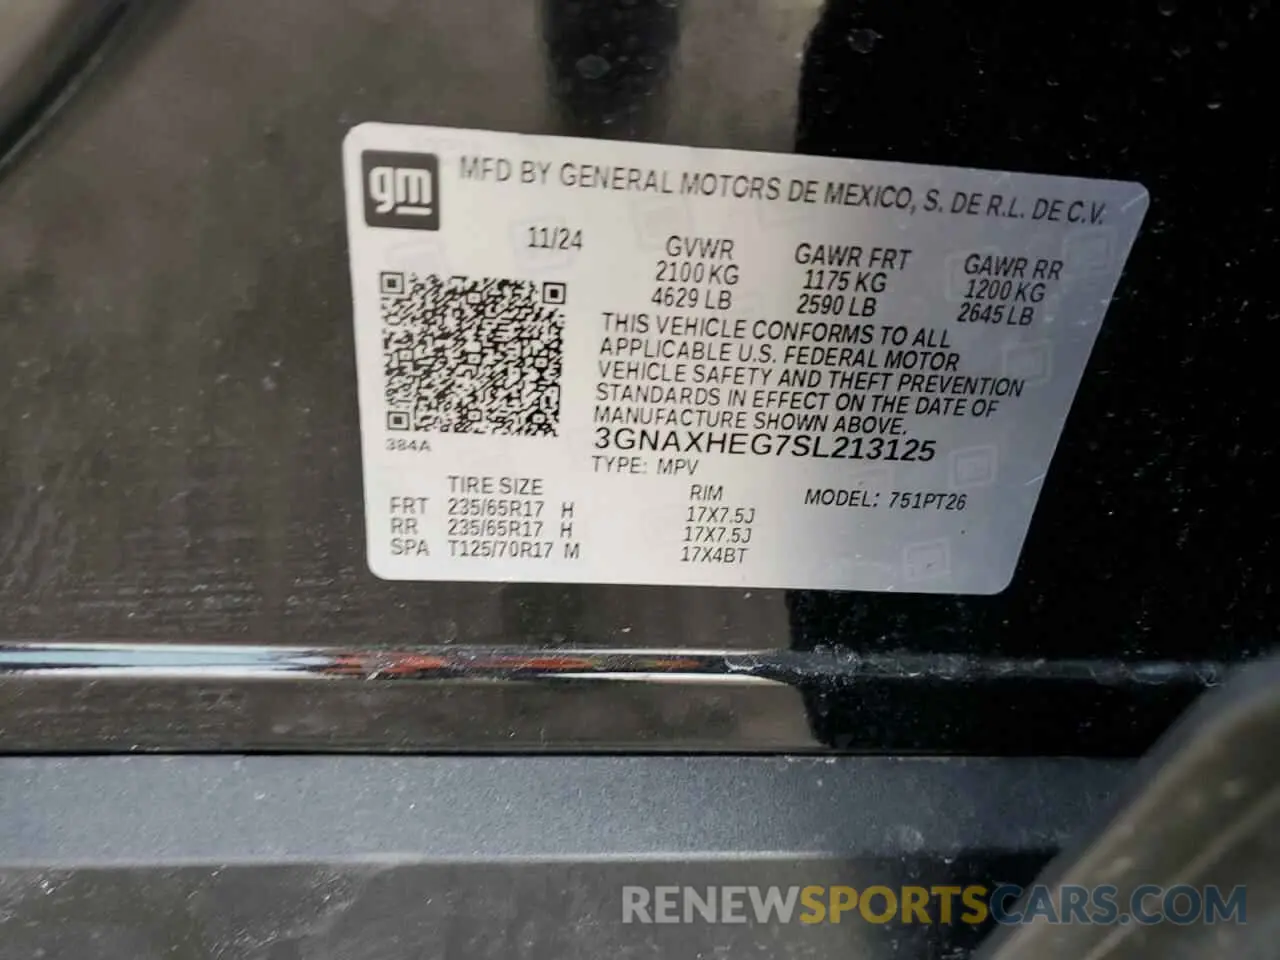 gm
MFD BY GENERAL MOTORS DE MEXICO, S. DE R.L. DE C.V.
11/24
GVWR GAWR FRT GAWR RR
2100 KG 1175 KG 1200 KG
4629 LB 2590 LB 2645 LB
THIS VEHICLE CONFORMS TO ALL
APPLICABLE U.S. FEDERAL MOTOR
VEHICLE SAFETY AND THEFT PREVENTION
STANDARDS IN EFFECT ON THE DATE OF
MANUFACTURE SHOWN ABOVE.
384A
3GNAXHEG7SL213125
TYPE: MPV
TIRE SIZE RIM MODEL: 751PT26
FRT 235/65R17 H 17X7.5J
RR 235/65R17 H 17X7.5J
SPA T125/70R17 M 17X4BT
RENEWSPORTSCARS.COM